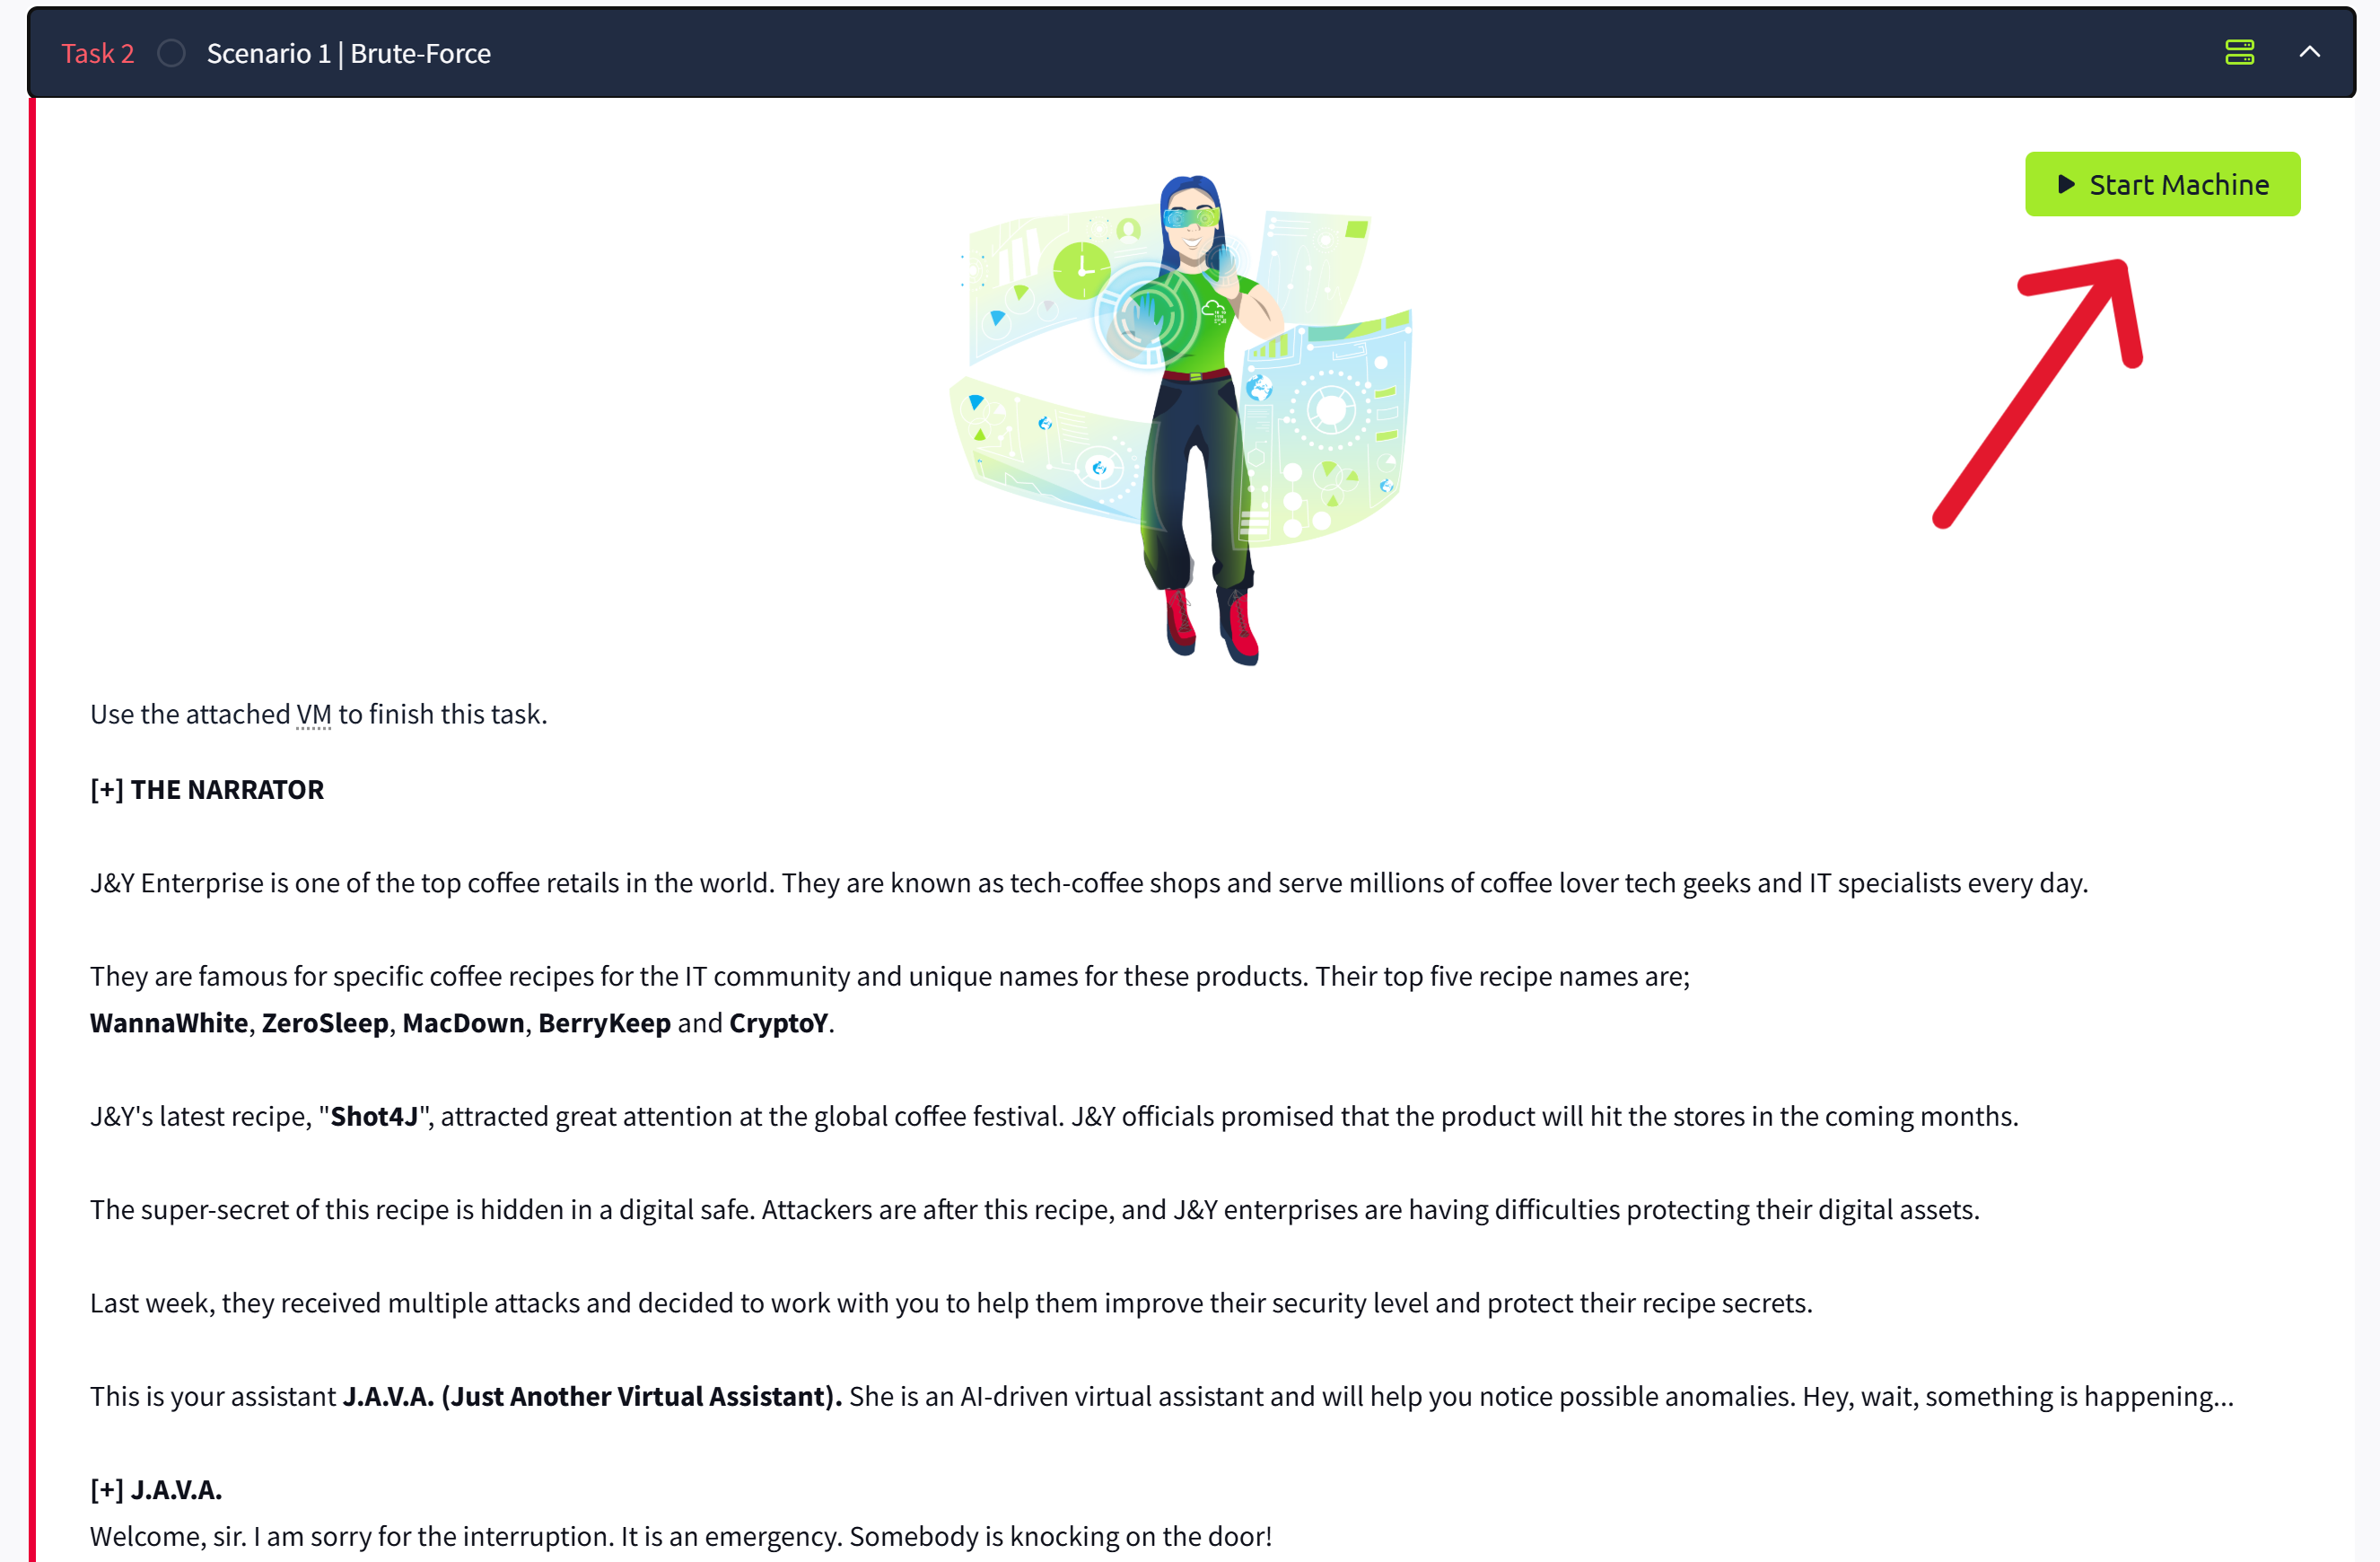 Task 2 Scenario 1 | Brute-Force
Start Machine
Use the attached VM to finish this task.
[+] THE NARRATOR
J&Y Enterprise is one of the top coffee retails in the world. They are known as tech-coffee shops and serve millions of coffee lover tech geeks and IT specialists every day.
They are famous for specific coffee recipes for the IT community and unique names for these products. Their top five recipe names are;
WannaWhite, ZeroSleep, MacDown, BerryKeep and CryptoY.
J&Y's latest recipe, "Shot4J", attracted great attention at the global coffee festival. J&Y officials promised that the product will hit the stores in the coming months.
The super-secret of this recipe is hidden in a digital safe. Attackers are after this recipe, and J&Y enterprises are having difficulties protecting their digital assets.
Last week, they received multiple attacks and decided to work with you to help them improve their security level and protect their recipe secrets.
This is your assistant J.A.V.A. (Just Another Virtual Assistant). She is an AI-driven virtual assistant and will help you notice possible anomalies. Hey, wait, something is happening...
[+] J.A.V.A.
Welcome, sir. I am sorry for the interruption. It is an emergency. Somebody is knocking on the door!